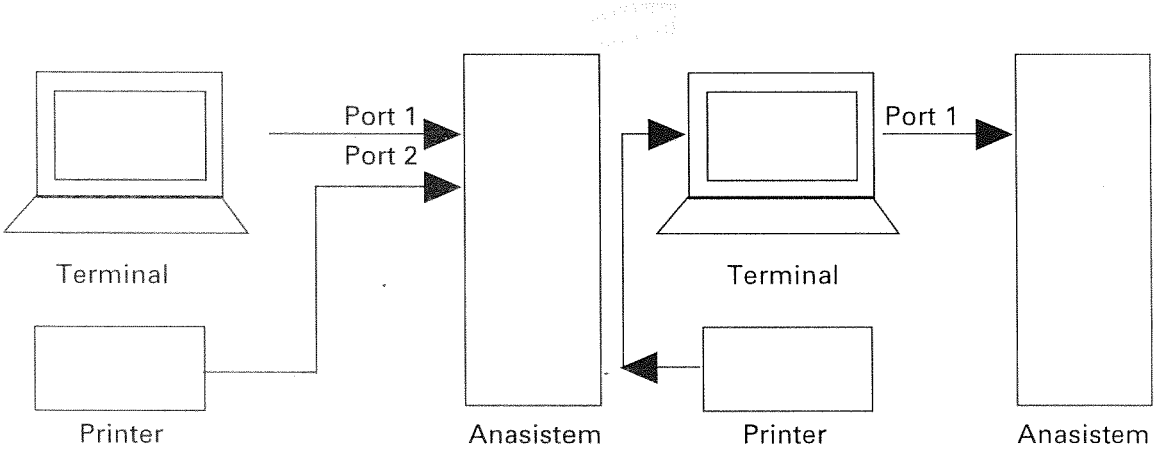 Port 1
Port 2
Terminal
Printer
Anasistem
Port 1
Terminal
Printer
Anasistem